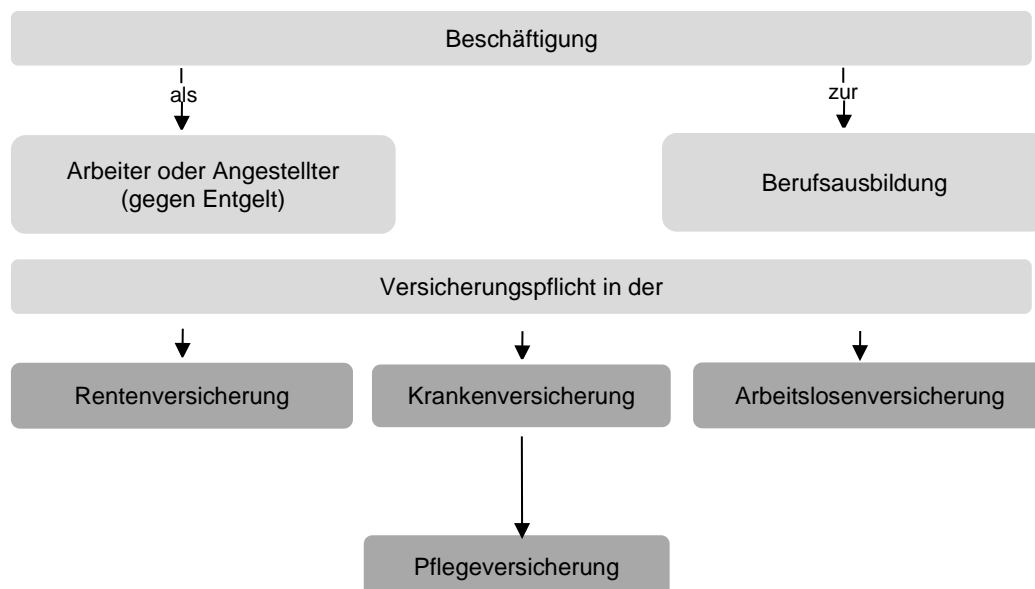 Beschäftigung
als
zur
Arbeiter oder Angestellter
(gegen Entgelt)
Berufsausbildung
Versicherungspflicht in der
Rentenversicherung
Krankenversicherung
Arbeitslosenversicherung
Pflegeversicherung